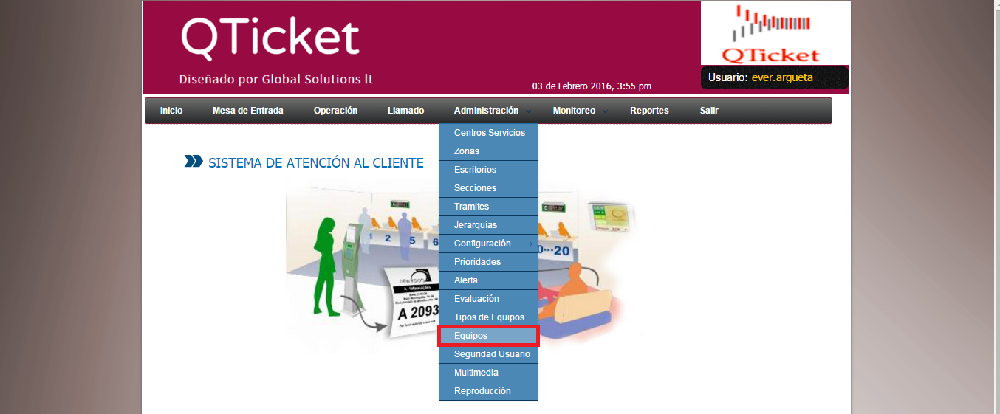 QTicket
Diseñado por Global Solutions lt
QTicket
Usuario: ever.argueta
03 de Febrero 2016, 3:55 pm
Inicio Mesa de Entrada Operación Llamado Administración Monitoreo Reportes Salir
Centros Servicios
Zonas
Escritorios
Secciones
Tramites
Jerarquías
Configuración
Prioridades
Alerta
Evaluación
Tipos de Equipos
Equipos
Seguridad Usuario
Multimedia
Reproducción
SISTEMA DE ATENCIÓN AL CLIENTE
1 2 5 6
0...20
A - Informações
A 2093